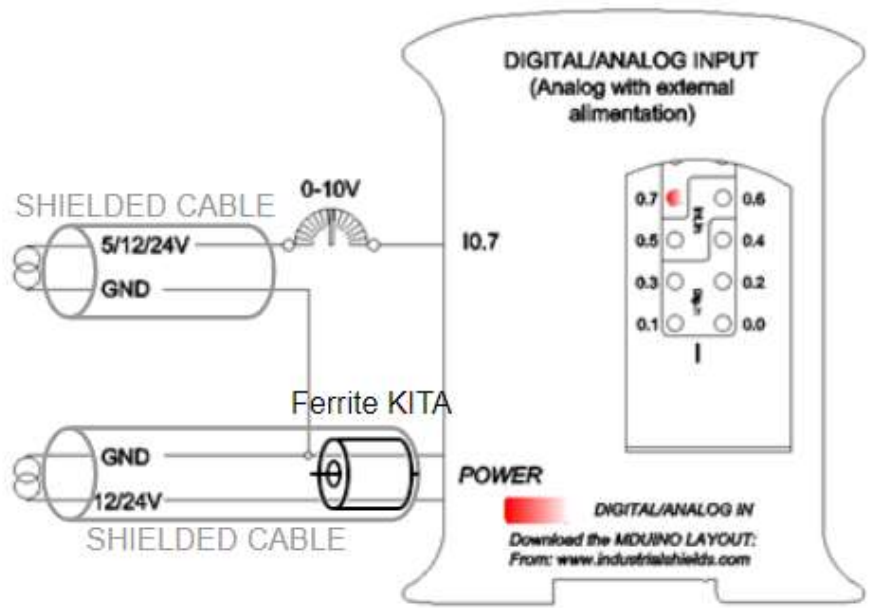 DIGITAL/ANALOG INPUT
(Analog with external
alimentation)
SHIELDED CABLE
0-10V
5/12/24V
I0.7
GND
0.7
0.6
0.5
0.4
0.3
0.2
0.1
0.0
I
Ferrite KITA
GND
12/24V
POWER
SHIELDED CABLE
DIGITAL/ANALOG IN
Download the MDUINO LAYOUT:
From: www.industrialshields.com